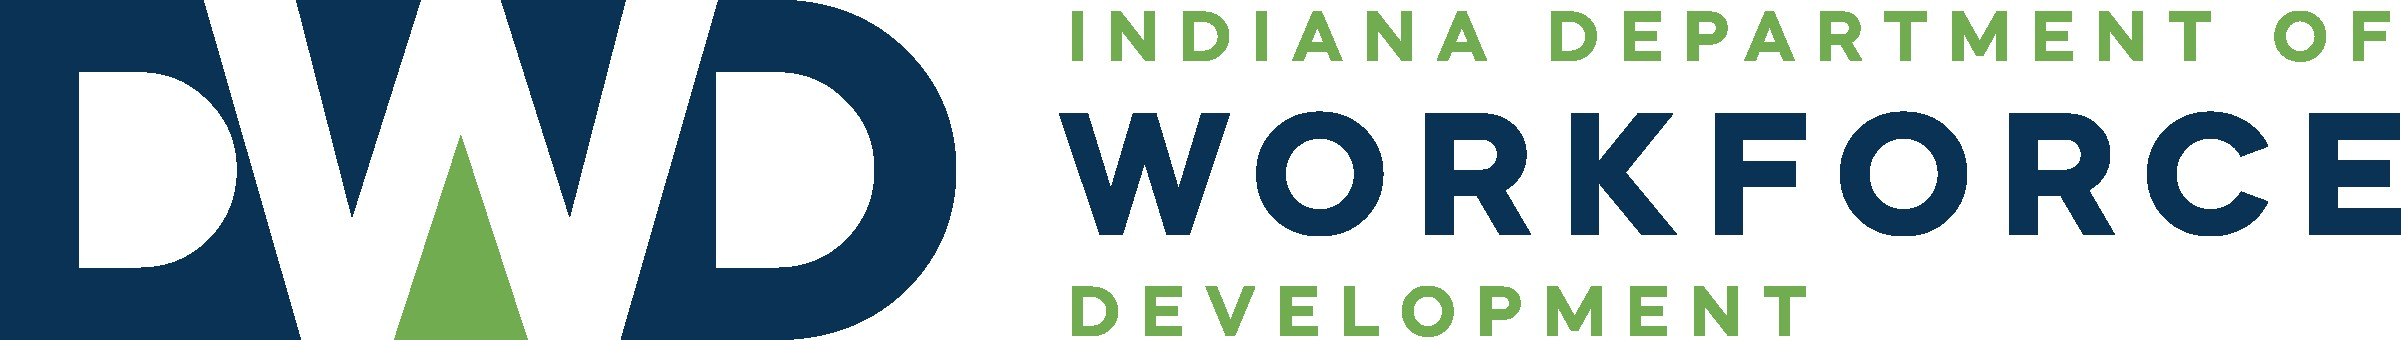 DWD
INDIANA DEPARTMENT OF
WORKFORCE
DEVELOPMENT